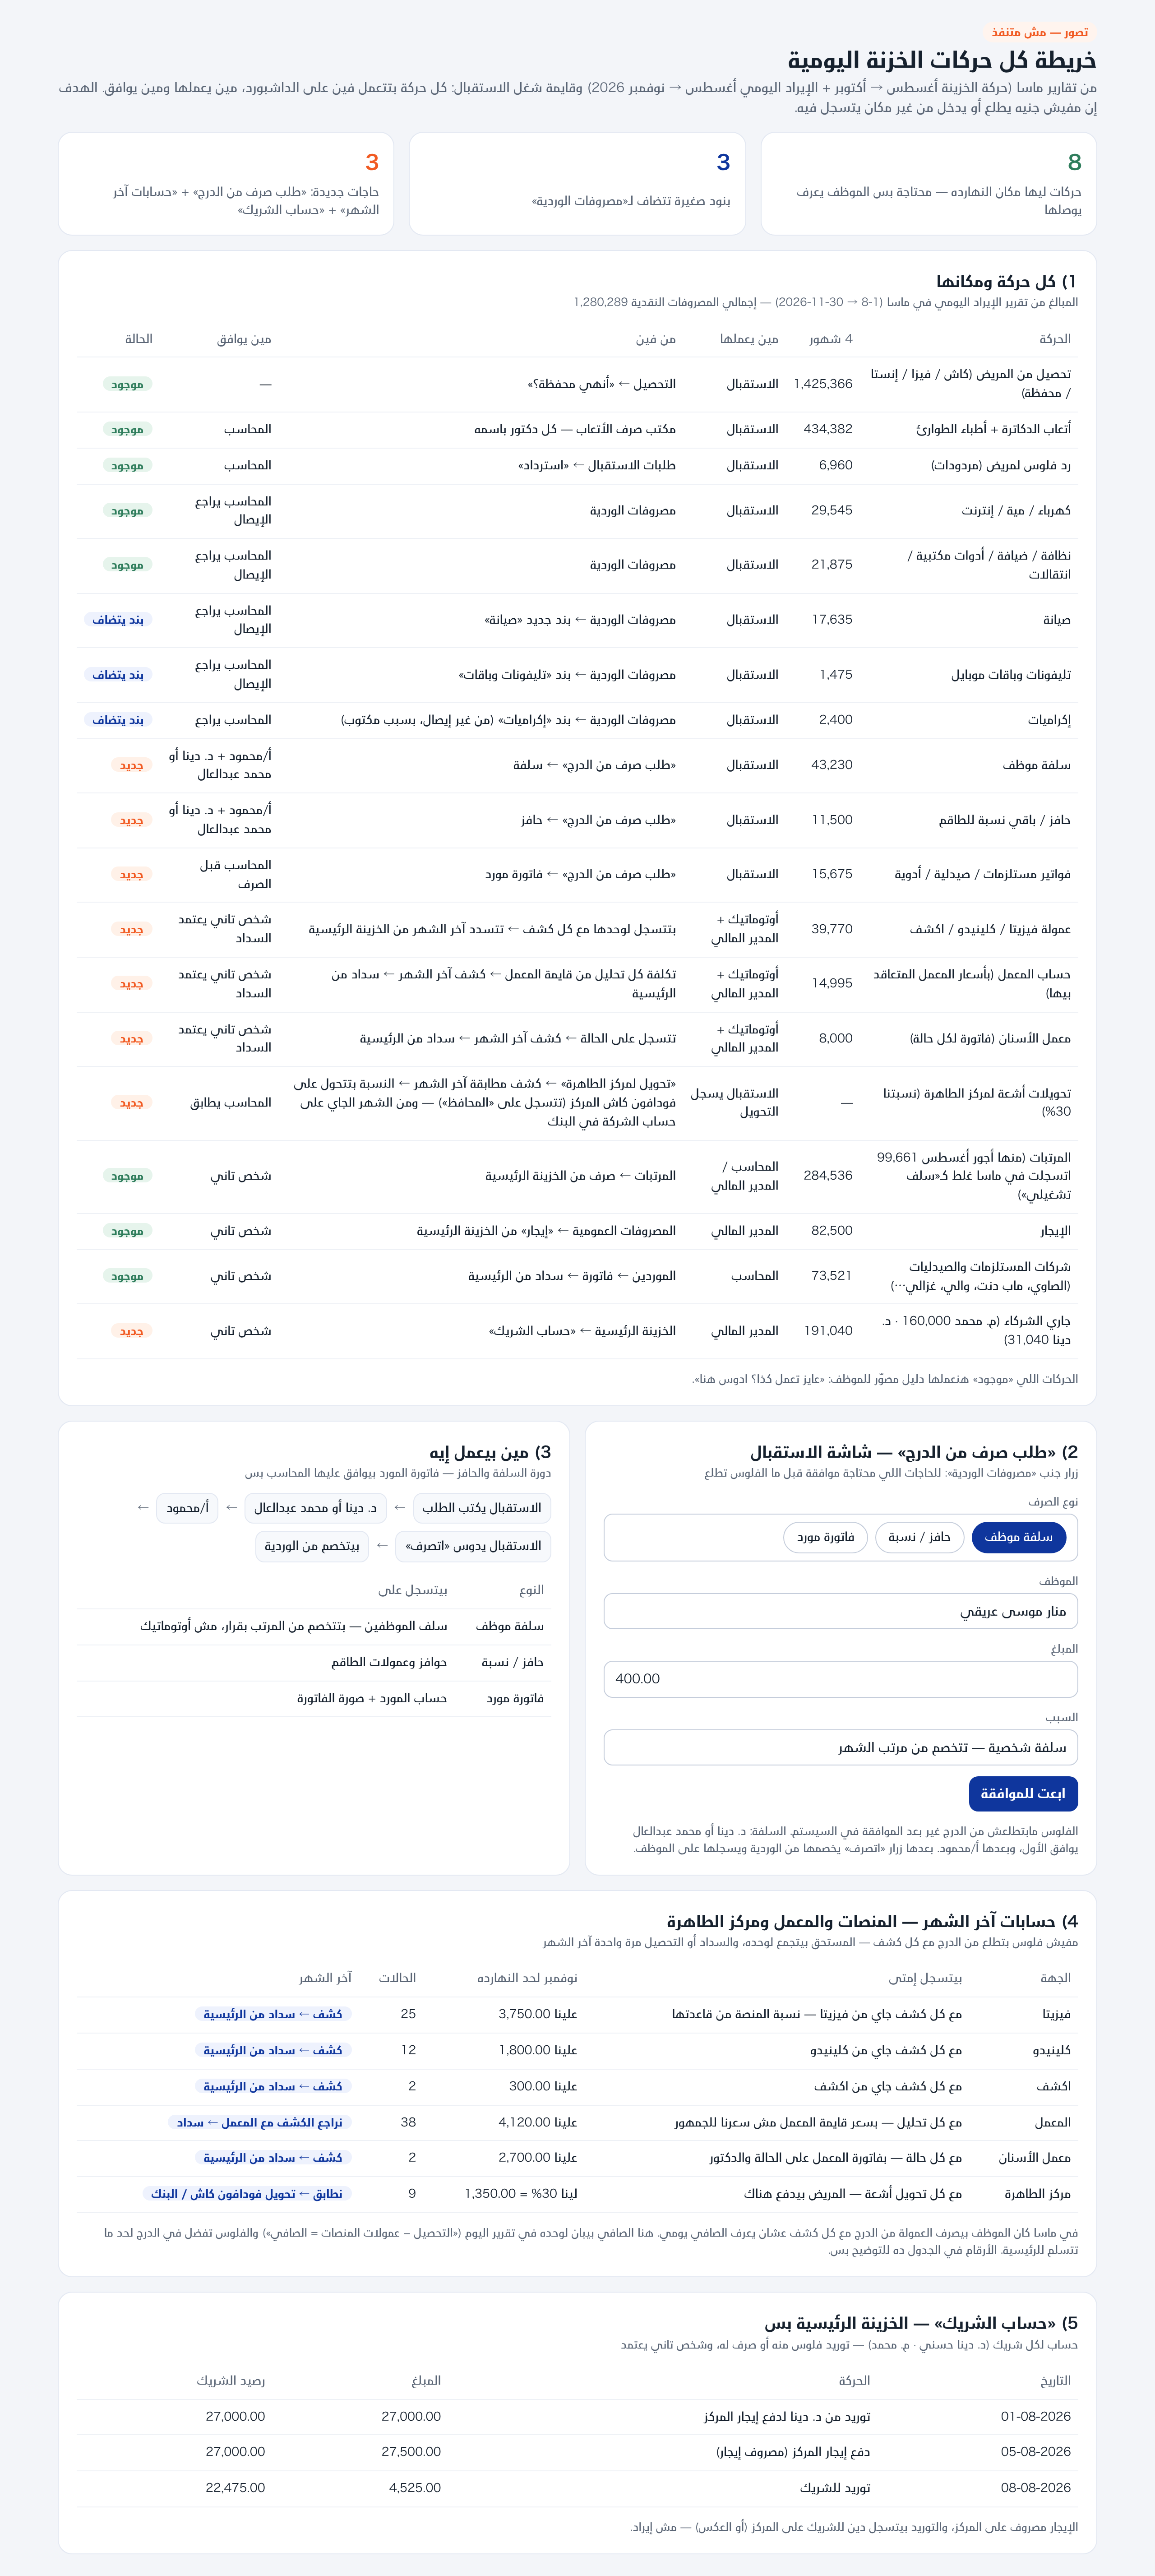 تصور — مش متنفذ
خريطة كل حركات الخزنة اليومية
من تقارير ماسا (حركة الخزينة أغسطس → أكتوبر + الإيراد اليومي أغسطس → نوفمبر 2026) وقايمة شغل الاستقبال: كل حركة بتتعمل فين على الداشبورد، مين يعملها ومين يوافق. الهدف
إن مفيش جنيه يطلع أو يدخل من غير مكان يتسجل فيه.
8
حركات ليها مكان النهارده — محتاجة بس الموظف يعرف
يوصلها
3
بنود صغيرة تتضاف لـ«مصروفات الوردية»
3
حاجات جديدة: «طلب صرف من الدرج» + «حسابات آخر
الشهر» + «حساب الشريك»
1) كل حركة ومكانها
المبالغ من تقرير الإيراد اليومي في ماسا (1-8 → 30-11-2026) — إجمالي المصروفات النقدية 1,280,289
الحركة 4 شهور مين يعملها من فين مين يوافق الحالة
تحصيل من المريض (كاش / فيزا / إنستا
/ محفظة) 1,425,366 الاستقبال التحصيل ← «أنهي محفظة؟» — موجود
أتعاب الدكاترة + أطباء الطوارئ 434,382 الاستقبال مكتب صرف الأتعاب — كل دكتور باسمه المحاسب موجود
رد فلوس لمريض (مردودات) 6,960 الاستقبال طلبات الاستقبال ← «استرداد» المحاسب موجود
كهرباء / مية / إنترنت 29,545 الاستقبال مصروفات الوردية المحاسب يراجع
الإيصال موجود
نظافة / ضيافة / أدوات مكتبية /
انتقالات 21,875 الاستقبال مصروفات الوردية المحاسب يراجع
الإيصال موجود
صيانة 17,635 الاستقبال مصروفات الوردية ← بند جديد «صيانة» المحاسب يراجع
الإيصال بند يتضاف
تليفونات وباقات موبايل 1,475 الاستقبال مصروفات الوردية ← بند «تليفونات وباقات» المحاسب يراجع
الإيصال بند يتضاف
إكراميات 2,400 الاستقبال مصروفات الوردية ← بند «إكراميات» (من غير إيصال، بسبب مكتوب) المحاسب يراجع بند يتضاف
سلفة موظف 43,230 الاستقبال «طلب صرف من الدرج» ← سلفة أ/محمود + د. دينا أو
محمد عبدالعال جديد
حافز / باقي نسبة للطاقم 11,500 الاستقبال «طلب صرف من الدرج» ← حافز أ/محمود + د. دينا أو
محمد عبدالعال جديد
فواتير مستلزمات / صيدلية / أدوية 15,675 الاستقبال «طلب صرف من الدرج» ← فاتورة مورد المحاسب قبل
الصرف جديد
عمولة فيزيتا / كلينيدو / اكشف 39,770 أوتوماتيك +
المدير المالي بتتسجل لوحدها مع كل كشف ← تتسدد آخر الشهر من الخزينة الرئيسية شخص تاني يعتمد
السداد جديد
حساب المعمل (بأسعار المعمل المتعاقد
بيها) 14,995 أوتوماتيك +
المدير المالي تكلفة كل تحليل من قايمة المعمل ← كشف آخر الشهر ← سداد من
الرئيسية شخص تاني يعتمد
السداد جديد
معمل الأسنان (فاتورة لكل حالة) 8,000 أوتوماتيك +
المدير المالي تتسجل على الحالة ← كشف آخر الشهر ← سداد من الرئيسية شخص تاني يعتمد
السداد جديد
تحويلات أشعة لمركز الطاهرة (نسبتنا
30%) — الاستقبال يسجل
التحويل «تحويل لمركز الطاهرة» ← كشف مطابقة آخر الشهر ← النسبة بتتحول على
فودافون كاش المركز (تتسجل على «المحافظ») — ومن الشهر الجاي على
حساب الشركة في البنك المحاسب يطابق جديد
المرتبات (منها أجور أغسطس 99,661
اتسجلت في ماسا غلط كـ«سلف
تشغيلي») 284,536 المحاسب /
المدير المالي المرتبات ← صرف من الخزينة الرئيسية شخص تاني موجود
الإيجار 82,500 المدير المالي المصروفات العمومية ← «إيجار» من الخزينة الرئيسية شخص تاني موجود
شركات المستلزمات والصيدليات
(الصاوي، ماب دنت، والي، غزالي…) 73,521 المحاسب الموردين ← فاتورة ← سداد من الرئيسية شخص تاني موجود
جاري الشركاء (م. محمد 160,000 · د.
دينا 31,040) 191,040 المدير المالي الخزينة الرئيسية ← «حساب الشريك» شخص تاني جديد
الحركات اللي «موجود» هنعملها دليل مصوّر للموظف: «عايز تعمل كذا؟ ادوس هنا».
2) «طلب صرف من الدرج» — شاشة الاستقبال
زرار جنب «مصروفات الوردية»: للحاجات اللي محتاجة موافقة قبل ما الفلوس تطلع
نوع الصرف
سلفة موظف حافز / نسبة فاتورة مورد
الموظف
منار موسى عريقي
المبلغ
400.00
السبب
سلفة شخصية — تتخصم من مرتب الشهر
ابعت للموافقة
الفلوس مابتطلعش من الدرج غير بعد الموافقة في السيستم. السلفة: د. دينا أو محمد عبدالعال
يوافق الأول، وبعدها أ/محمود. بعدها زرار «اتصرف» يخصمها من الوردية ويسجلها على الموظف.
3) مين بيعمل إيه
دورة السلفة والحافز — فاتورة المورد بيوافق عليها المحاسب بس
الاستقبال يكتب الطلب ← د. دينا أو محمد عبدالعال ← أ/محمود ←
الاستقبال يدوس «اتصرف» ← بيتخصم من الوردية
النوع بيتسجل على
سلفة موظف سلف الموظفين — بتتخصم من المرتب بقرار، مش أوتوماتيك
حافز / نسبة حوافز وعمولات الطاقم
فاتورة مورد حساب المورد + صورة الفاتورة
4) حسابات آخر الشهر — المنصات والمعمل ومركز الطاهرة
مفيش فلوس بتطلع من الدرج مع كل كشف — المستحق بيتجمع لوحده، والسداد أو التحصيل مرة واحدة آخر الشهر
الجهة بيتسجل إمتى نوفمبر لحد النهارده الحالات آخر الشهر
فيزيتا مع كل كشف جاي من فيزيتا — نسبة المنصة من قاعدتها علينا 3,750.00 25 كشف ← سداد من الرئيسية
كلينيدو مع كل كشف جاي من كلينيدو علينا 1,800.00 12 كشف ← سداد من الرئيسية
اكشف مع كل كشف جاي من اكشف علينا 300.00 2 كشف ← سداد من الرئيسية
المعمل مع كل تحليل — بسعر قايمة المعمل مش سعرنا للجمهور علينا 4,120.00 38 نراجع الكشف مع المعمل ← سداد
معمل الأسنان مع كل حالة — بفاتورة المعمل على الحالة والدكتور علينا 2,700.00 2 كشف ← سداد من الرئيسية
مركز الطاهرة مع كل تحويل أشعة — المريض بيدفع هناك لينا 30% = 1,350.00 9 نطابق ← تحويل فودافون كاش / البنك
في ماسا كان الموظف بيصرف العمولة من الدرج مع كل كشف عشان يعرف الصافي يومي. هنا الصافي بيبان لوحده في تقرير اليوم («التحصيل − عمولات المنصات = الصافي») والفلوس تفضل في الدرج لحد ما
تتسلم للرئيسية. الأرقام في الجدول ده للتوضيح بس.
5) «حساب الشريك» — الخزينة الرئيسية بس
حساب لكل شريك (د. دينا حسني · م. محمد) — توريد فلوس منه أو صرف له، وشخص تاني يعتمد
التاريخ الحركة المبلغ رصيد الشريك
01-08-2026 توريد من د. دينا لدفع إيجار المركز 27,000.00 27,000.00
05-08-2026 دفع إيجار المركز (مصروف إيجار) 27,500.00 27,000.00
08-08-2026 توريد للشريك 4,525.00 22,475.00
الإيجار مصروف على المركز، والتوريد بيتسجل دين للشريك على المركز (أو العكس) — مش إيراد.